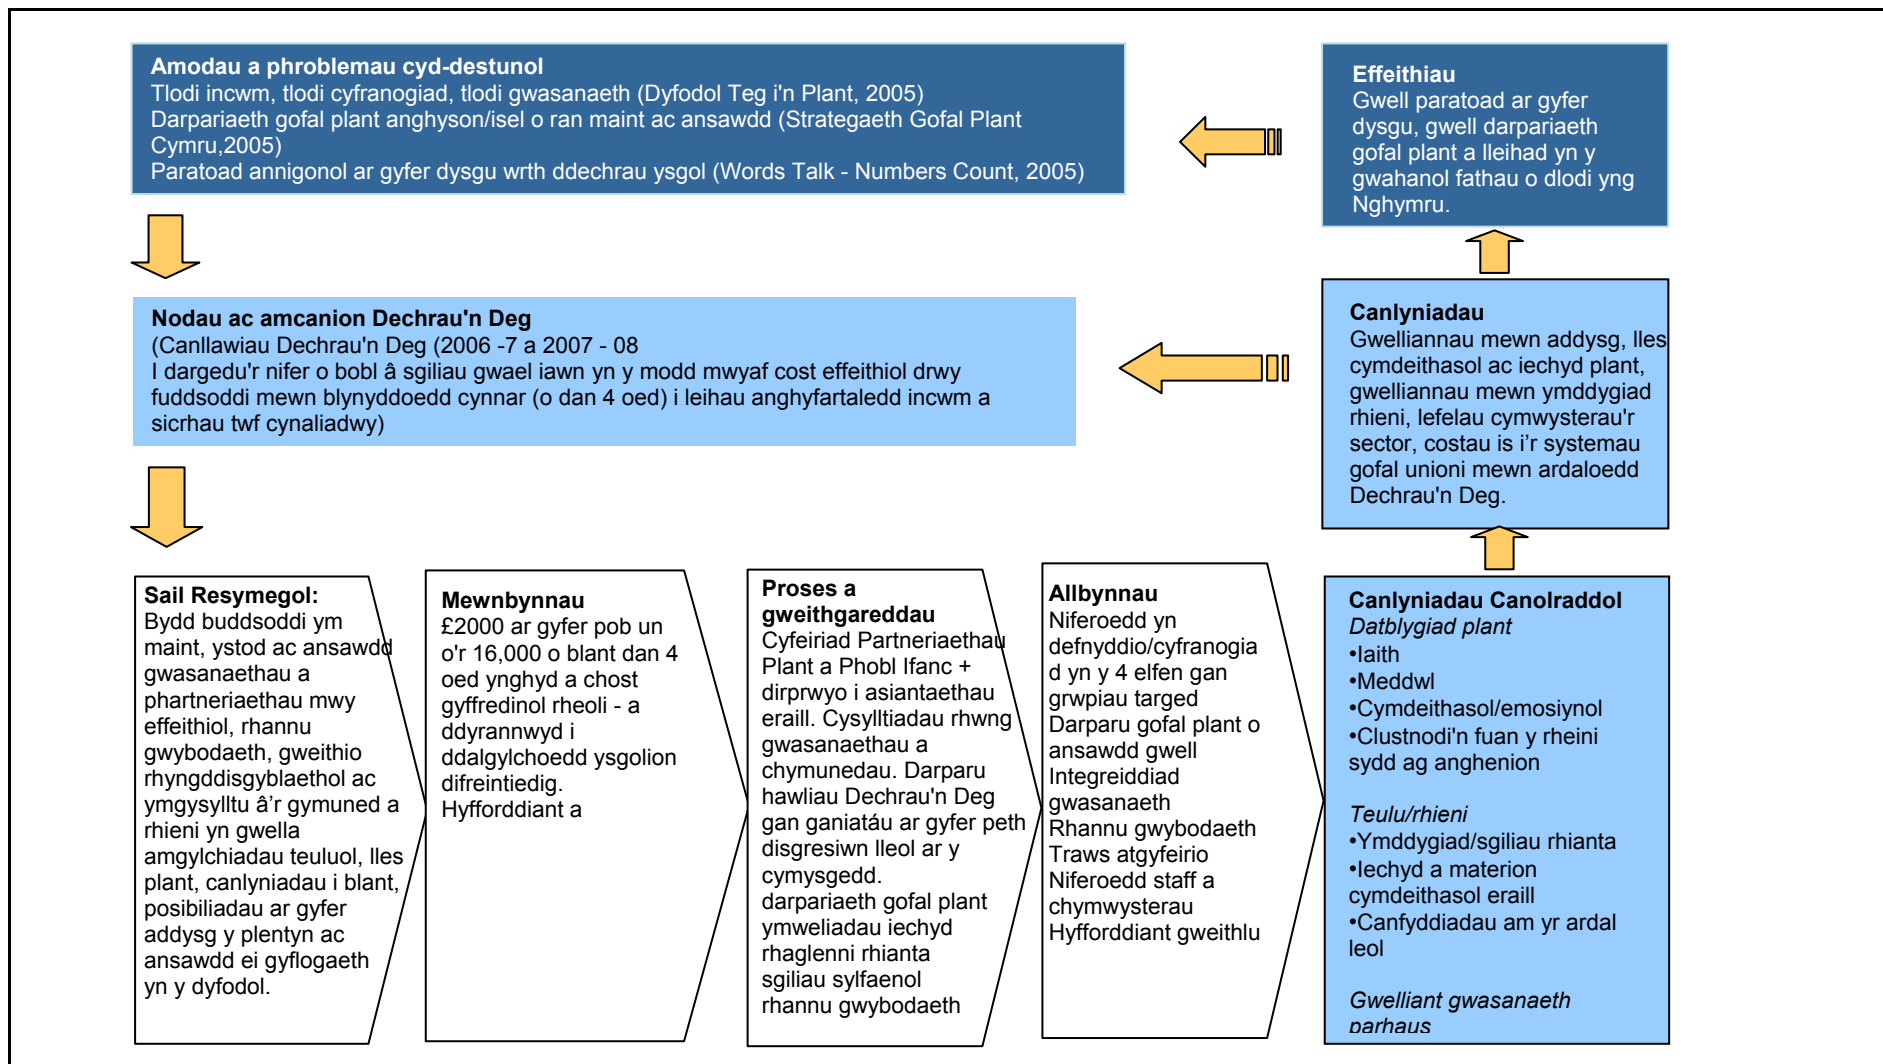 Amodau a phroblemau cyd-destunol
Tlodi incwm, tlodi cyfranogiad, tlodi gwasanaeth (Dyfodol Teg i'n Plant, 2005)
Darpariaeth gofal plant anghyson/isel o ran maint ac ansawdd (Strategaeth Gofal Plant
Cymru,2005)
Paratoad annigonol ar gyfer dysgu wrth ddechrau ysgol (Words Talk - Numbers Count, 2005)
Effeithiau
Gwell paratoad ar gyfer
dysgu, gwell darpariaeth
gofal plant a lleihad yn y
gwahanol fathau o dlodi yng
Nghymru.
Nodau ac amcanion Dechrau'n Deg
(Canllawiau Dechrau'n Deg (2006 -7 a 2007 - 08
I dargedu'r nifer o bobl â sgiliau gwael iawn yn y modd mwyaf cost effeithiol drwy
fuddsoddi mewn blynyddoedd cynnar (o dan 4 oed) i leihau anghyfartaledd incwm a
sicrhau twf cynaliadwy)
Canlyniadau
Gwelliannau mewn addysg, lles
cymdeithasol ac iechyd plant,
gwelliannau mewn ymddygiad
rhieni, lefelau cymwysterau'r
sector, costau is i'r systemau
gofal unioni mewn ardaloedd
Dechrau'n Deg.
Sail Resymegol:
Bydd buddsoddi ym
maint, ystod ac ansawdd
gwasanaethau a
phartneriaethau mwy
effeithiol, rhannu
gwybodaeth, gweithio
rhyngddisgyblaethol ac
ymgysylltu â'r gymuned a
rhieni yn gwella
amgylchiadau teuluol, lles
plant, canlyniadau i blant,
posibiliadau ar gyfer
addysg y plentyn ac
ansawdd ei gyflogaeth
yn y dyfodol.
Mewnbynnau
£2000 ar gyfer pob un
o'r 16,000 o blant dan 4
oed ynghyd a chost
gyffredinol rheoli - a
ddyrannwyd i
ddalgylchoedd ysgolion
difreintiedig.
Hyfforddiant a
Proses a
gweithgareddau
Cyfeiriad Partneriaethau
Plant a Phobl Ifanc +
dirprwyo i asiantaethau
eraill. Cysylltiadau rhwng
gwasanaethau a
chymunedau. Darparu
hawliau Dechrau'n Deg
gan ganiatáu ar gyfer peth
disgresiwn lleol ar y
cymysgedd.
darpariaeth gofal plant
ymweliadau iechyd
rhaglenni rhianta
sgiliau sylfaenol
rhannu gwybodaeth
Allbynnau
Niferoedd yn
defnyddio/cyfranogia
d yn y 4 elfen gan
grwpiau targed
Darparu gofal plant o
ansawdd gwell
Integreiddiad
gwasanaeth
Rhannu gwybodaeth
Traws atgyfeirio
Niferoedd staff a
chymwysterau
Hyfforddiant gweithlu
Canlyniadau Canolraddol
Datblygiad plant
•Iaith
•Meddwl
•Cymdeithasol/emosiynol
•Clustnodi'n fuan y rheini
sydd ag anghenion
Teulu/rhieni
•Ymddygiad/sgiliau rhianta
•Iechyd a materion
cymdeithasol eraill
•Canfyddiadau am yr ardal
leol
Gwelliant gwasanaeth
parhaus